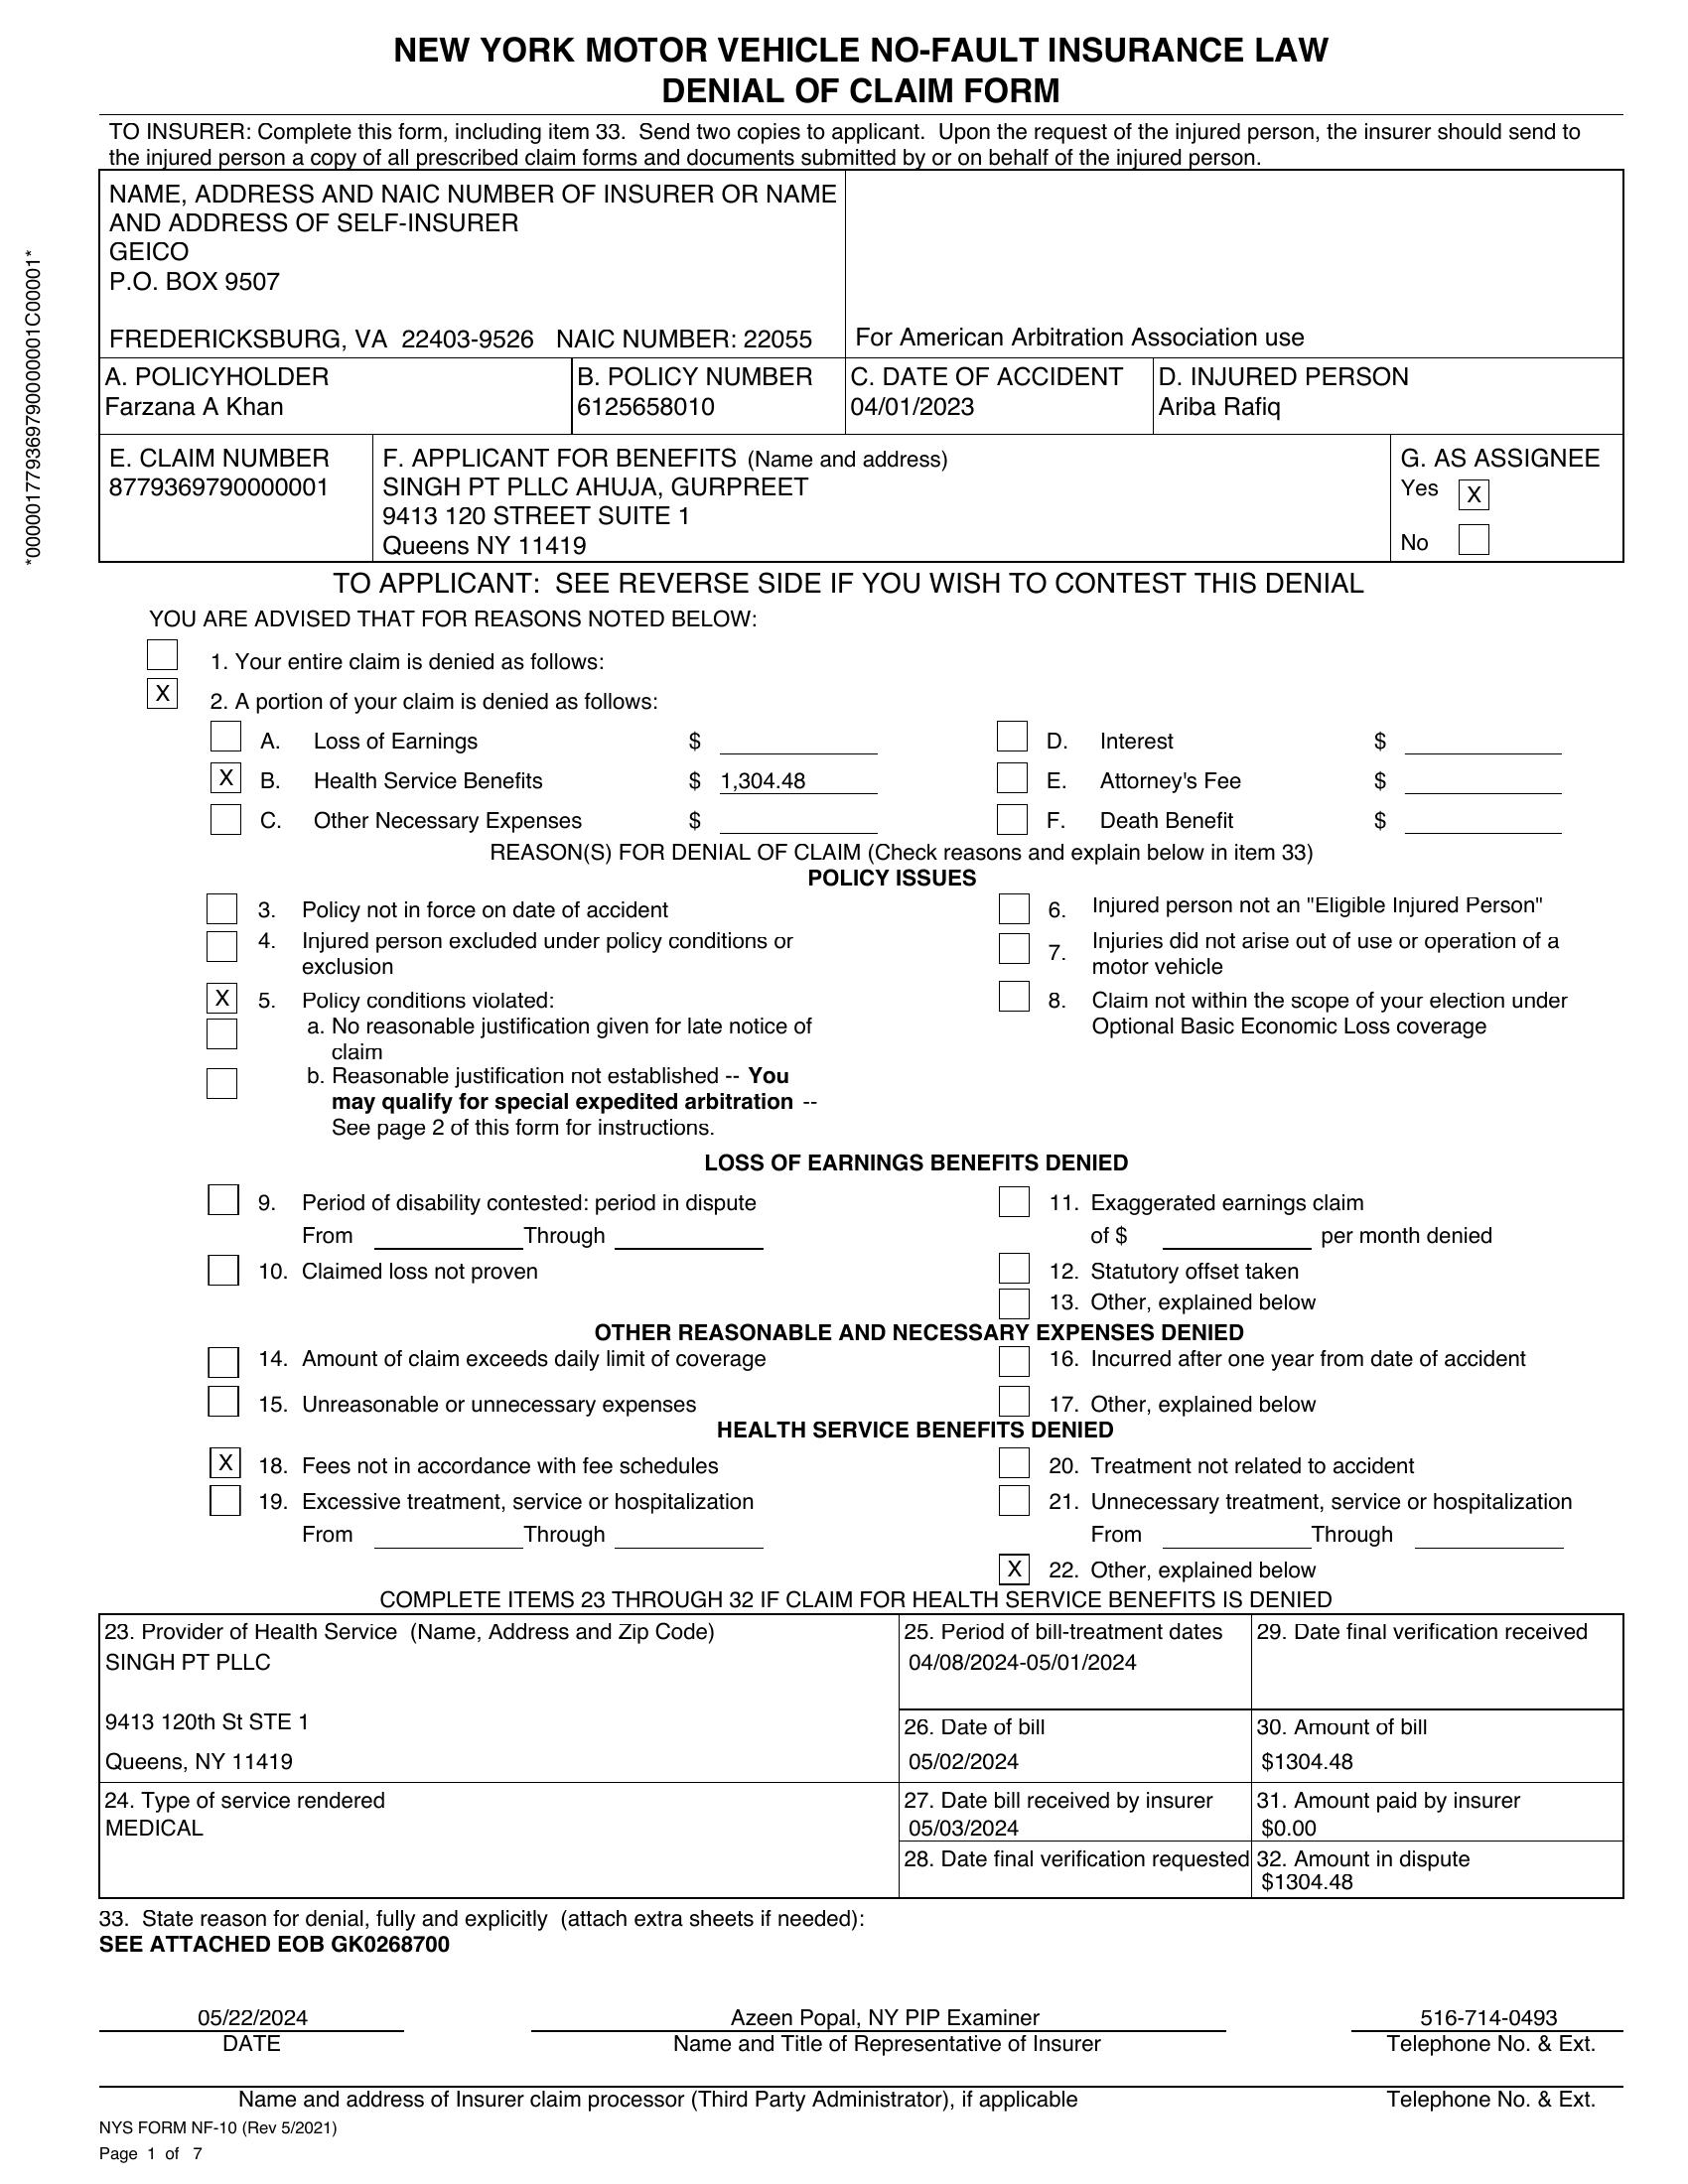 NEW YORK MOTOR VEHICLE NO-FAULT INSURANCE LAW
DENIAL OF CLAIM FORM
TO INSURER: Complete this form, including item 33. Send two copies to applicant. Upon the request of the injured person, the insurer should send to
the injured person a copy of all prescribed claim forms and documents submitted by or on behalf of the injured person.
*0000017793697900000001C00001*
NAME, ADDRESS AND NAIC NUMBER OF INSURER OR NAME
AND ADDRESS OF SELF-INSURER
GEICO
P.O. BOX 9507
FREDERICKSBURG, VA 22403-9526 NAIC NUMBER: 22055
For American Arbitration Association use
A. POLICYHOLDER
Farzana A Khan
B. POLICY NUMBER
6125658010
C. DATE OF ACCIDENT
04/01/2023
D. INJURED PERSON
Ariba Rafiq
E. CLAIM NUMBER
8779369790000001
F. APPLICANT FOR BENEFITS (Name and address)
SINGH PT PLLC AHUJA, GURPREET
9413 120 STREET SUITE 1
Queens NY 11419
G. AS ASSIGNEE
Yes X
No
TO APPLICANT: SEE REVERSE SIDE IF YOU WISH TO CONTEST THIS DENIAL
YOU ARE ADVISED THAT FOR REASONS NOTED BELOW:
1. Your entire claim is denied as follows:
X 2. A portion of your claim is denied as follows:
A. Loss of Earnings $
D. Interest $
X B. Health Service Benefits $ 1,304.48
E. Attorney's Fee $
C. Other Necessary Expenses $
F. Death Benefit $
REASON(S) FOR DENIAL OF CLAIM (Check reasons and explain below in item 33)
POLICY ISSUES
3. Policy not in force on date of accident
4. Injured person excluded under policy conditions or
exclusion
X 5. Policy conditions violated:
a. No reasonable justification given for late notice of
claim
b. Reasonable justification not established -- You
may qualify for special expedited arbitration --
See page 2 of this form for instructions.
6. Injured person not an "Eligible Injured Person"
7. Injuries did not arise out of use or operation of a
motor vehicle
8. Claim not within the scope of your election under
Optional Basic Economic Loss coverage
LOSS OF EARNINGS BENEFITS DENIED
9. Period of disability contested: period in dispute
From Through
10. Claimed loss not proven
11. Exaggerated earnings claim
of $ per month denied
12. Statutory offset taken
13. Other, explained below
OTHER REASONABLE AND NECESSARY EXPENSES DENIED
14. Amount of claim exceeds daily limit of coverage
15. Unreasonable or unnecessary expenses
16. Incurred after one year from date of accident
17. Other, explained below
HEALTH SERVICE BENEFITS DENIED
X 18. Fees not in accordance with fee schedules
19. Excessive treatment, service or hospitalization
From Through
20. Treatment not related to accident
21. Unnecessary treatment, service or hospitalization
From Through
X 22. Other, explained below
COMPLETE ITEMS 23 THROUGH 32 IF CLAIM FOR HEALTH SERVICE BENEFITS IS DENIED
23. Provider of Health Service (Name, Address and Zip Code)
SINGH PT PLLC
9413 120th St STE 1
Queens, NY 11419
24. Type of service rendered
MEDICAL
25. Period of bill-treatment dates
04/08/2024-05/01/2024
26. Date of bill
05/02/2024
27. Date bill received by insurer
05/03/2024
28. Date final verification requested
29. Date final verification received
30. Amount of bill
$1304.48
31. Amount paid by insurer
$0.00
32. Amount in dispute
$1304.48
33. State reason for denial, fully and explicitly (attach extra sheets if needed):
SEE ATTACHED EOB GK0268700
05/22/2024
DATE
Azeen Popal, NY PIP Examiner
Name and Title of Representative of Insurer
516-714-0493
Telephone No. & Ext.
Name and address of Insurer claim processor (Third Party Administrator), if applicable
Telephone No. & Ext.
NYS FORM NF-10 (Rev 5/2021)
Page 1 of 7